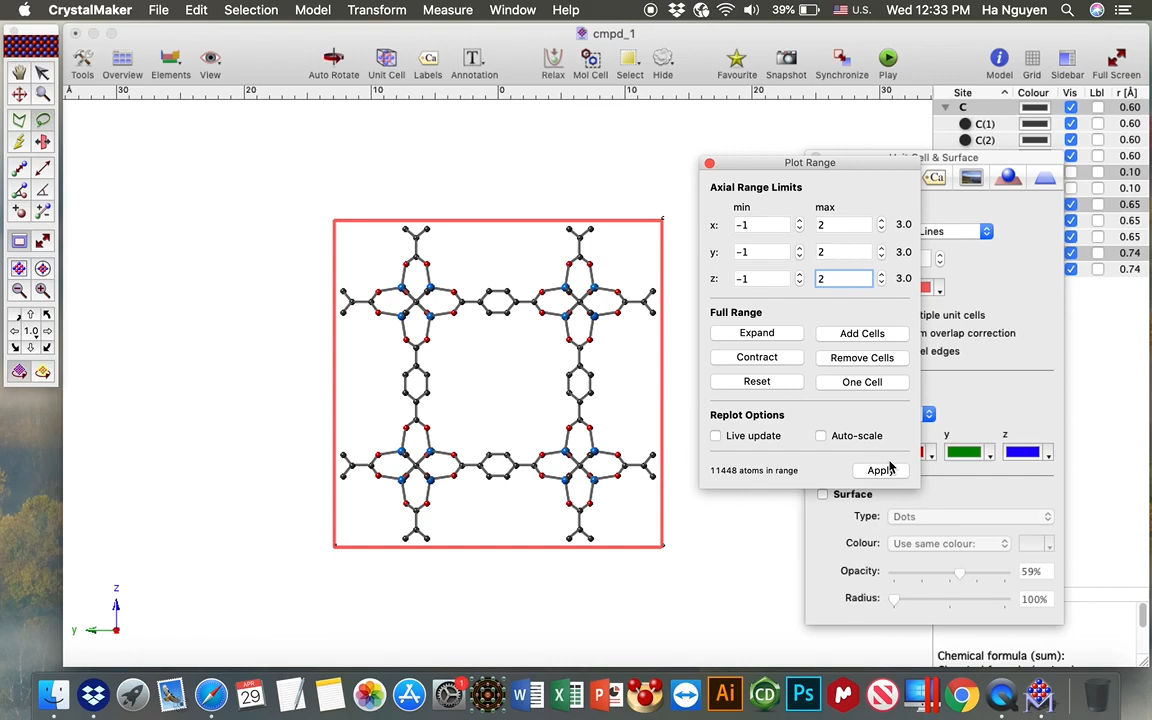 CrystalMaker File Edit Selection Model Transform Measure Window Help 39% U.S. Wed 12:33 PM Ha Nguyen
cmpd_1
Tools Overview Elements View Auto Rotate Unit Cell Labels Annotation Relax Mol Cell Select Hide Favourite Snapshot Synchronize Play Model Grid Sidebar Full Screen
Å 30 20 10 0 10 20 30
Site Colour Vis Lbl r [Å]
C 0.60
C(1) 0.60
C(2) 0.60
0.60
0.10
0.10
0.65
0.65
0.65
0.74
0.74
Plot Range
Axial Range Limits
min max
x: -1 2 3.0
y: -1 2 3.0
z: -1 2 3.0
Full Range
Expand Add Cells
Contract Remove Cells
Reset One Cell
Replot Options
Live update Auto-scale
11448 atoms in range Apply
Cell & Surface
Ca
Lines
tiple unit cells
m overlap correction
el edges
y z
Surface
Type: Dots
Colour: Use same colour:
Opacity: 59%
Radius: 100%
1.0
z
y
Chemical formula (sum):
APR
29
1